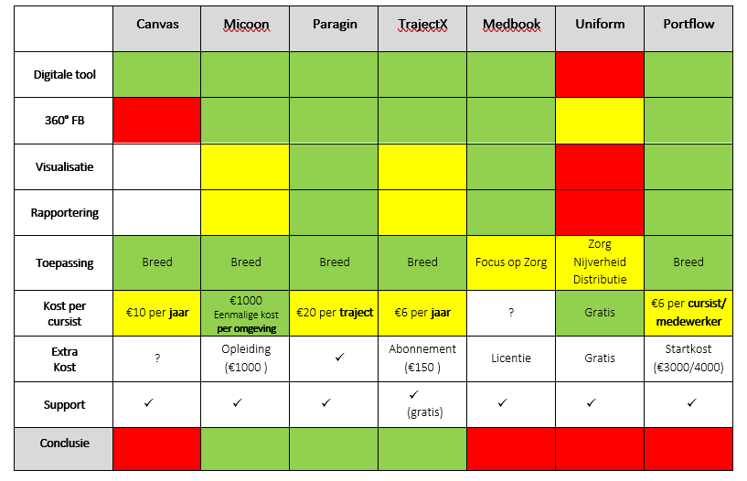 Canvas Micoon Paragin TrajectX Medbook Uniform Portflow
Digitale tool
360° FB
Visualisatie
Rapportering
Toepassing Breed Breed Breed Breed Focus op Zorg Zorg Nijverheid Distributie Breed
Kost per cursist €10 per jaar €1000 Eenmalige kost per omgeving €20 per traject €6 per jaar ? Gratis €6 per cursist/ medewerker
Extra Kost ? Opleiding (€1000 ) ✓ Abonnement (€150 ) Licentie Gratis Startkost (€3000/4000)
Support ✓ ✓ ✓ ✓ (gratis) ✓ ✓ ✓
Conclusie